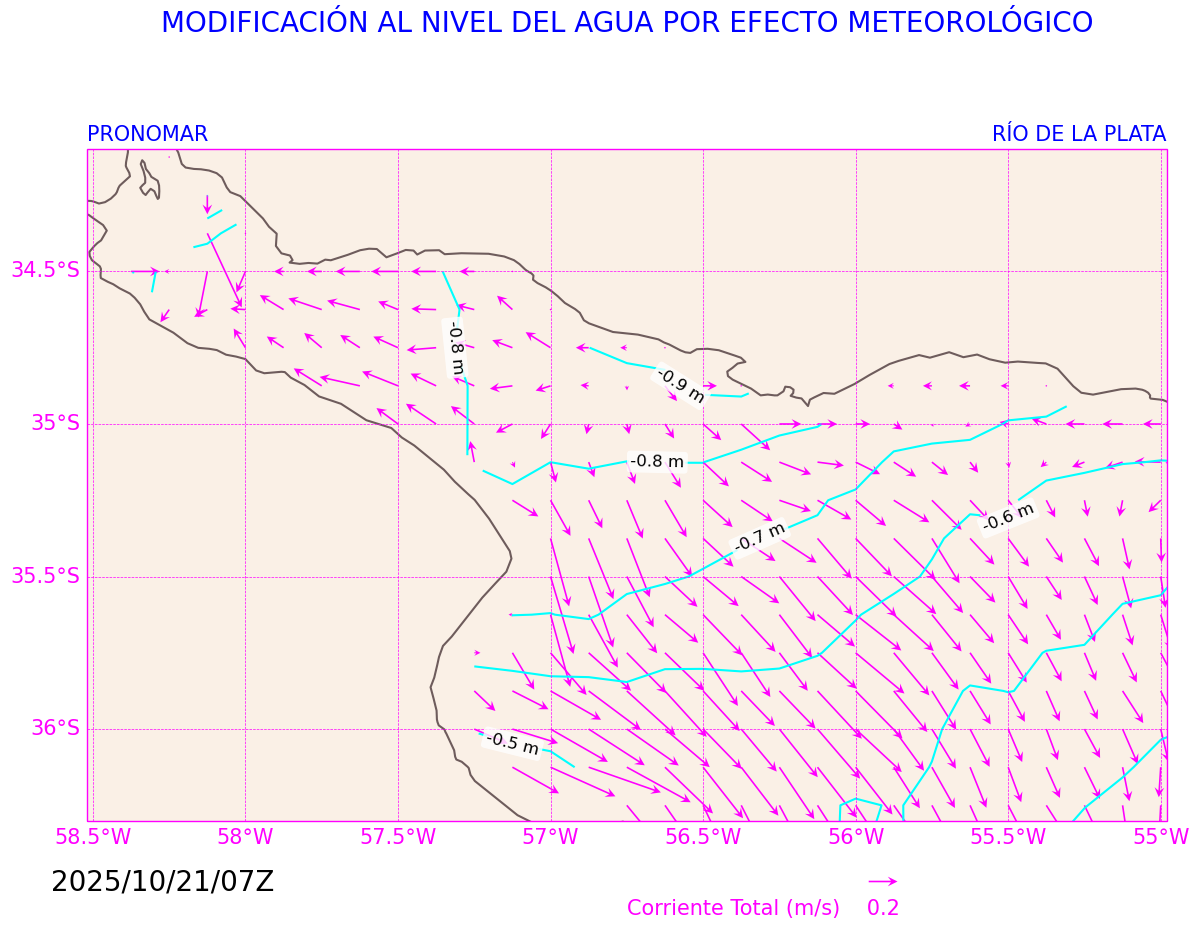 MODIFICACIÓN AL NIVEL DEL AGUA POR EFECTO METEOROLÓGICO
PRONOMAR RÍO DE LA PLATA
34.5°S
-0.8 m
-0.9 m
35°S
-0.8 m
-0.6 m
-0.7 m
35.5°S
36°S
-0.5 m
58.5°W 58°W 57.5°W 57°W 56.5°W 56°W 55.5°W 55°W
2025/10/21/07Z
Corriente Total (m/s) 0.2